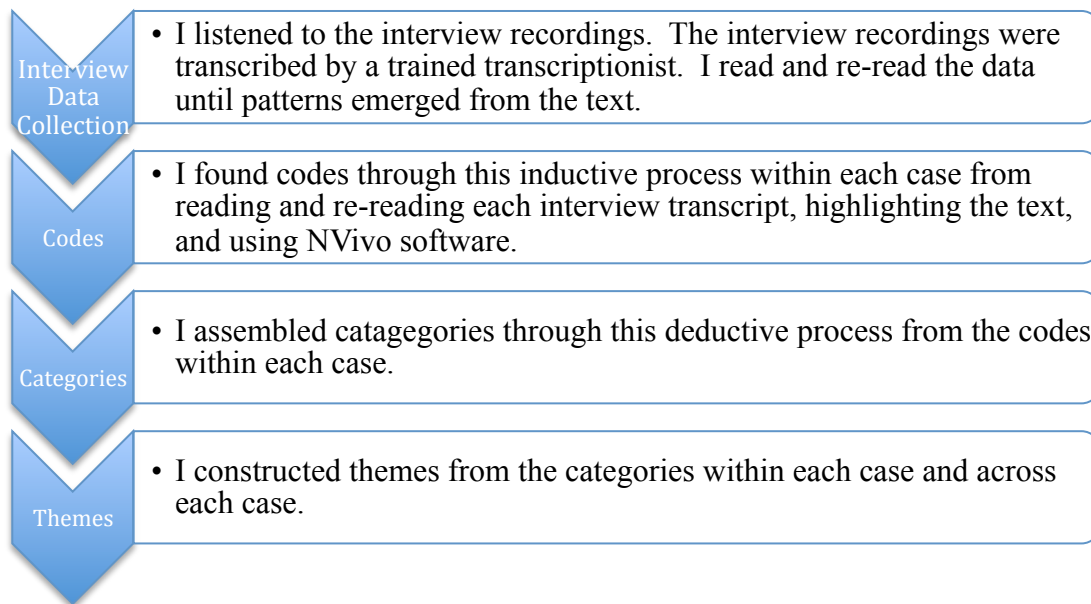 Interview
Data
Collection
• I listened to the interview recordings.  The interview recordings were
transcribed by a trained transcriptionist.  I read and re-read the data
until patterns emerged from the text.
Codes
• I found codes through this inductive process within each case from
reading and re-reading each interview transcript, highlighting the text,
and using NVivo software.
Categories
• I assembled catagegories through this deductive process from the codes
within each case.
Themes
• I constructed themes from the categories within each case and across
each case.